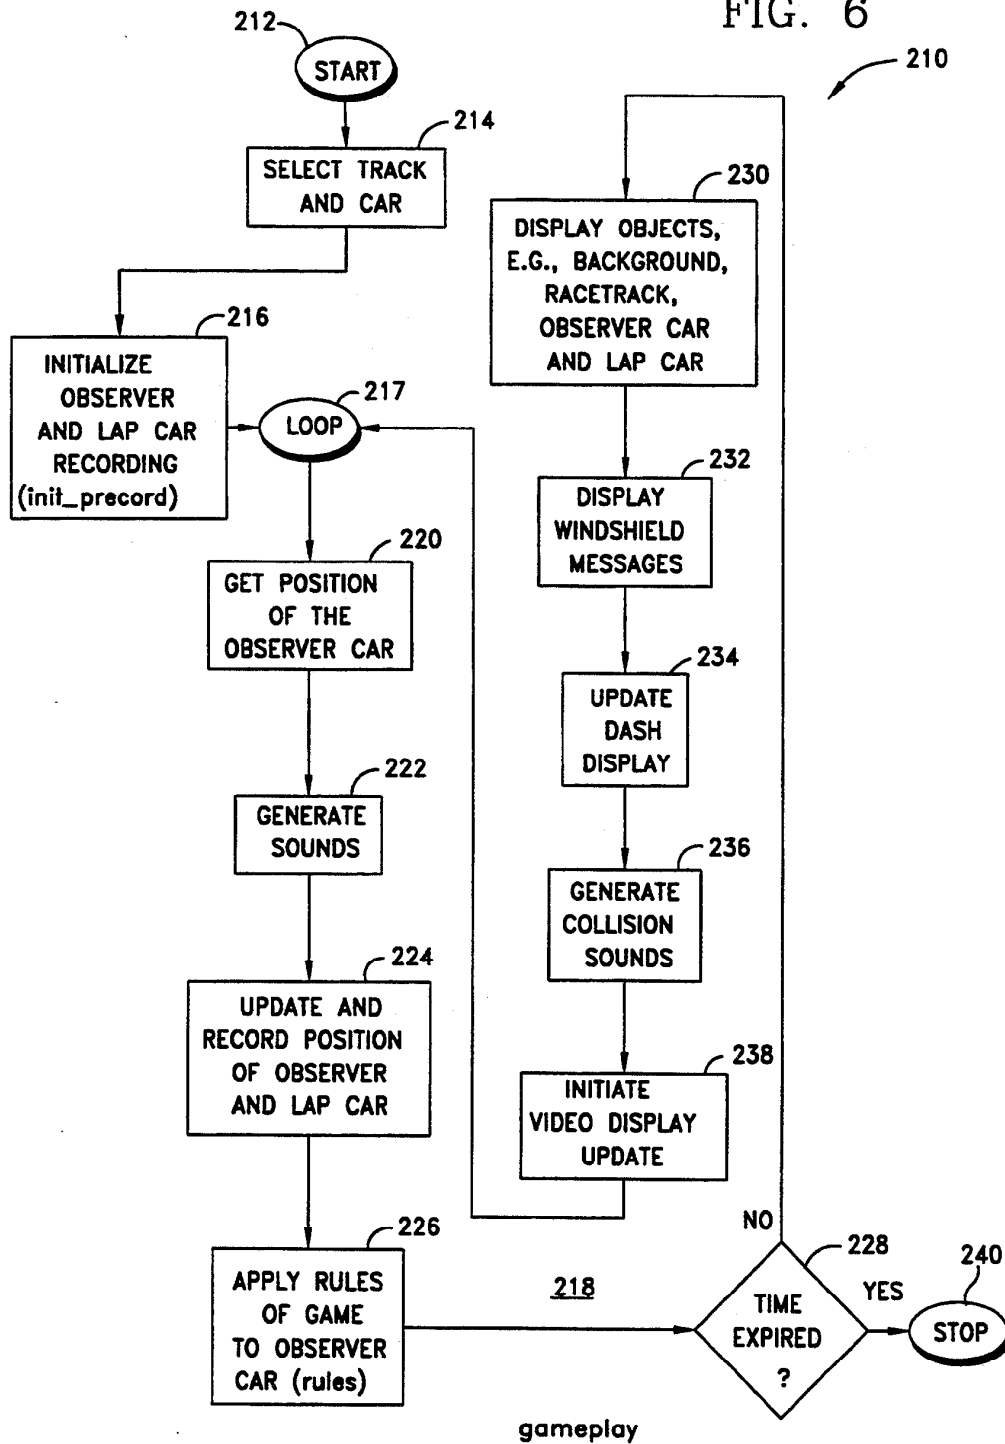 FIG. 6
210
212
START
214
SELECT TRACK
AND CAR
216
INITIALIZE
OBSERVER
AND LAP CAR
RECORDING
(init_precord)
217
LOOP
220
GET POSITION
OF THE
OBSERVER CAR
222
GENERATE
SOUNDS
224
UPDATE AND
RECORD POSITION
OF OBSERVER
AND LAP CAR
226
APPLY RULES
OF GAME
TO OBSERVER
CAR (rules)
218
228
TIME
EXPIRED
?
NO
YES
240
STOP
230
DISPLAY OBJECTS,
E.G., BACKGROUND,
RACETRACK,
OBSERVER CAR
AND LAP CAR
232
DISPLAY
WINDSHIELD
MESSAGES
234
UPDATE
DASH
DISPLAY
236
GENERATE
COLLISION
SOUNDS
238
INITIATE
VIDEO DISPLAY
UPDATE
gameplay